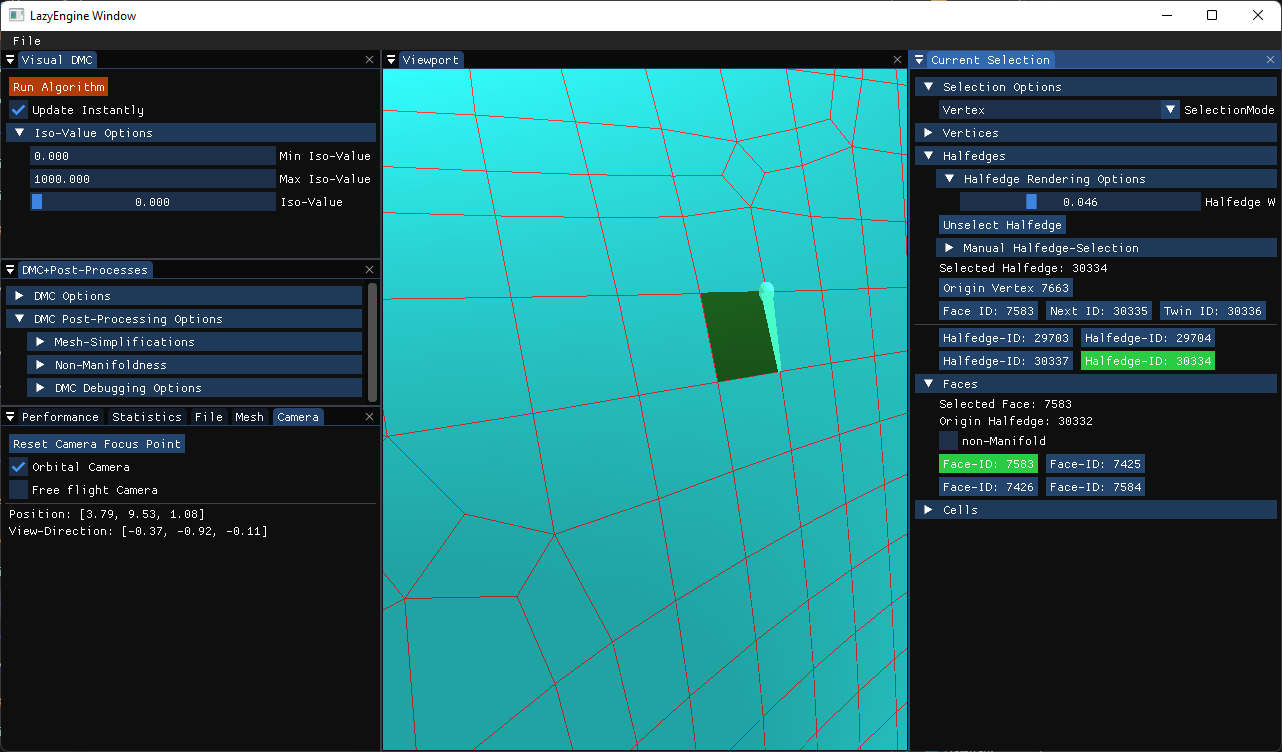 LazyEngine Window
File
Visual DMC
Run Algorithm
Update Instantly
Iso-Value Options
0.000 Min Iso-Value
1000.000 Max Iso-Value
0.000 Iso-Value
DMC+Post-Processes
DMC Options
DMC Post-Processing Options
Mesh-Simplifications
Non-Manifoldness
DMC Debugging Options
Performance Statistics File Mesh Camera
Reset Camera Focus Point
Orbital Camera
Free flight Camera
Position: [3.79, 9.53, 1.08]
View-Direction: [-0.37, -0.92, -0.11]
Viewport
Current Selection
Selection Options
Vertex SelectionMode
Vertices
Halfedges
Halfedge Rendering Options
0.046 Halfedge W
Unselect Halfedge
Manual Halfedge-Selection
Selected Halfedge: 30334
Origin Vertex 7663
Face ID: 7583 Next ID: 30335 Twin ID: 30336
Halfedge-ID: 29703 Halfedge-ID: 29704
Halfedge-ID: 30337 Halfedge-ID: 30334
Faces
Selected Face: 7583
Origin Halfedge: 30332
non-Manifold
Face-ID: 7583 Face-ID: 7425
Face-ID: 7426 Face-ID: 7584
Cells